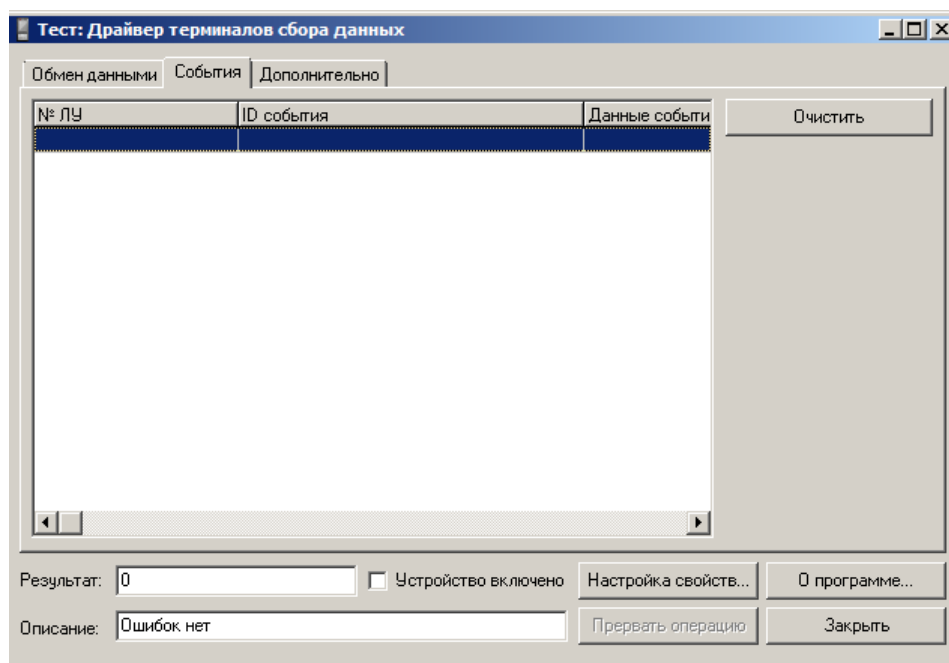 Тест: Драйвер терминалов сбора данных
Обмен данными События Дополнительно
№ ЛУ ID события Данные событи Очистить
Результат: 0 Устройство включено Настройка свойств... О программе...
Описание: Ошибок нет Прервать операцию Закрыть